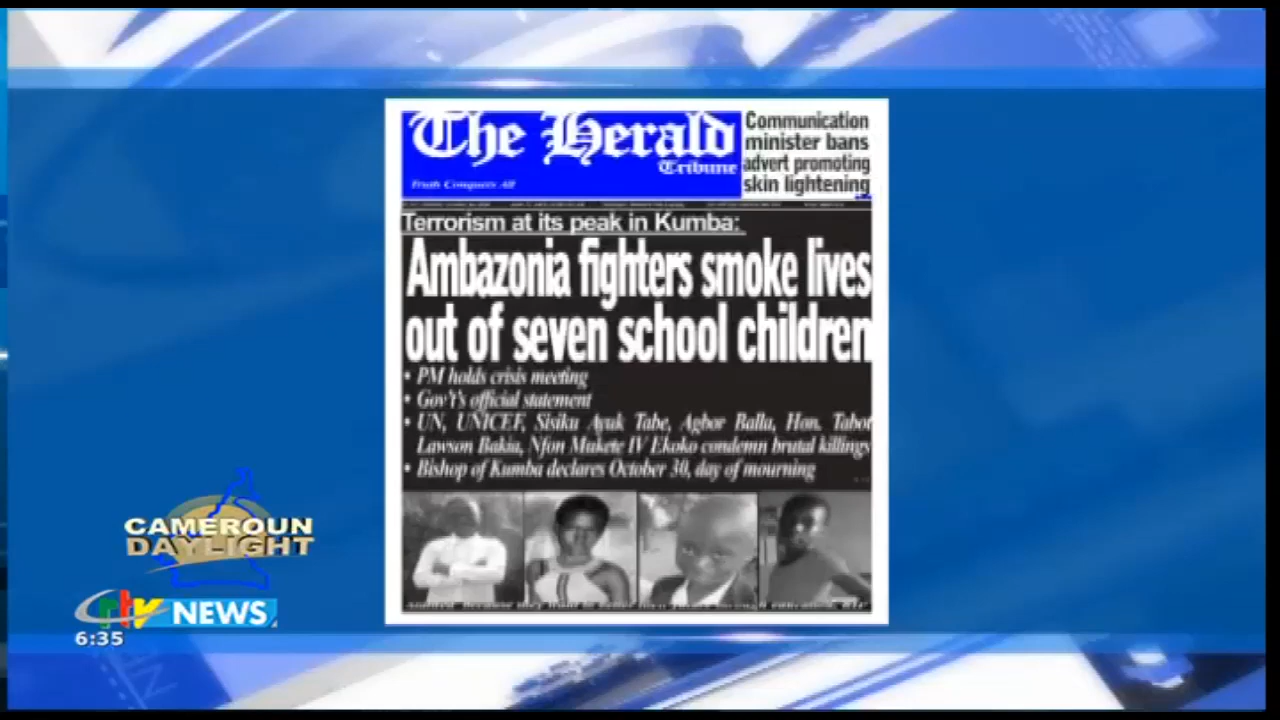 The Herald
Tribune
Truth Conquers All
Communication
minister bans
advert promoting
skin lightening
Terrorism at its peak in Kumba:
Ambazonia fighters smoke lives
out of seven school children
• PM holds crisis meeting
• Gov't's official statement
• UN, UNICEF, Sisiku Ayuk Tabe, Agbor Balla, Hon. Tabot
Lawson Bakia, Nfon Mukete IV Ekoko condemn brutal killings
• Bishop of Kumba declares October 30, day of mourning
CAMEROUN
DAYLIGHT
rtv NEWS
6:35